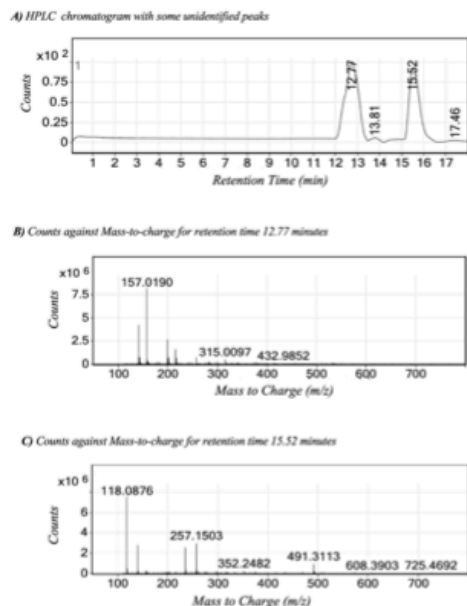 A) HPLC chromatogram with some unidentified peaks
x10 2
1
0.75
0.5
0.25
0
Counts
12.77
13.81
15.52
17.46
1 2 3 4 5 6 7 8 9 10 11 12 13 14 15 16 17
Retention Time (min)
B) Counts against Mass-to-charge for retention time 12.77 minutes
x10 6
7.5
5
2.5
0
Counts
157.0190
315.0097
432.9852
100 200 300 400 500 600 700
Mass to Charge (m/z)
C) Counts against Mass-to-charge for retention time 15.52 minutes
x10 6
6
4
2
0
Counts
118.0876
257.1503
352.2482
491.3113
608.3903 725.4692
100 200 300 400 500 600 700
Mass to Charge (m/z)